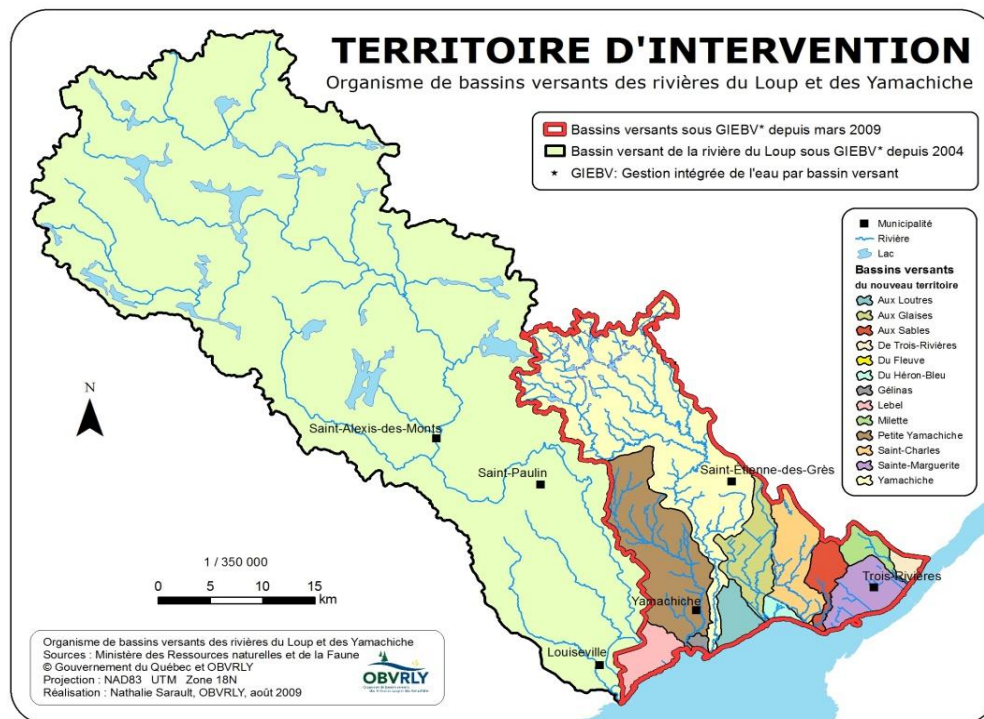 TERRITOIRE D'INTERVENTION
Organisme de bassins versants des rivières du Loup et des Yamachiche
Bassins versants sous GIEBV* depuis mars 2009
Bassin versant de la rivière du Loup sous GIEBV* depuis 2004
* GIEBV: Gestion intégrée de l'eau par bassin versant
Municipalité
Rivière
Lac
Bassins versants
du nouveau territoire
Aux Loutres
Aux Glaises
Aux Sables
De Trois-Rivières
Du Fleuve
Du Héron-Bleu
Gélinas
Lebel
Milette
Petite Yamachiche
Saint-Charles
Sainte-Marguerite
Yamachiche
N
Saint-Alexis-des-Monts
Saint-Paulin
Saint-Etienne-des-Grès
Trois-Rivières
Yamachiche
Louiseville
1 / 350 000
0 5 10 15
km
Organisme de bassins versants des rivières du Loup et des Yamachiche
Sources : Ministère des Ressources naturelles et de la Faune
© Gouvernement du Québec et OBVRLY
Projection : NAD83 UTM Zone 18N
Réalisation : Nathalie Sarault, OBVRLY, août 2009
OBVRLY